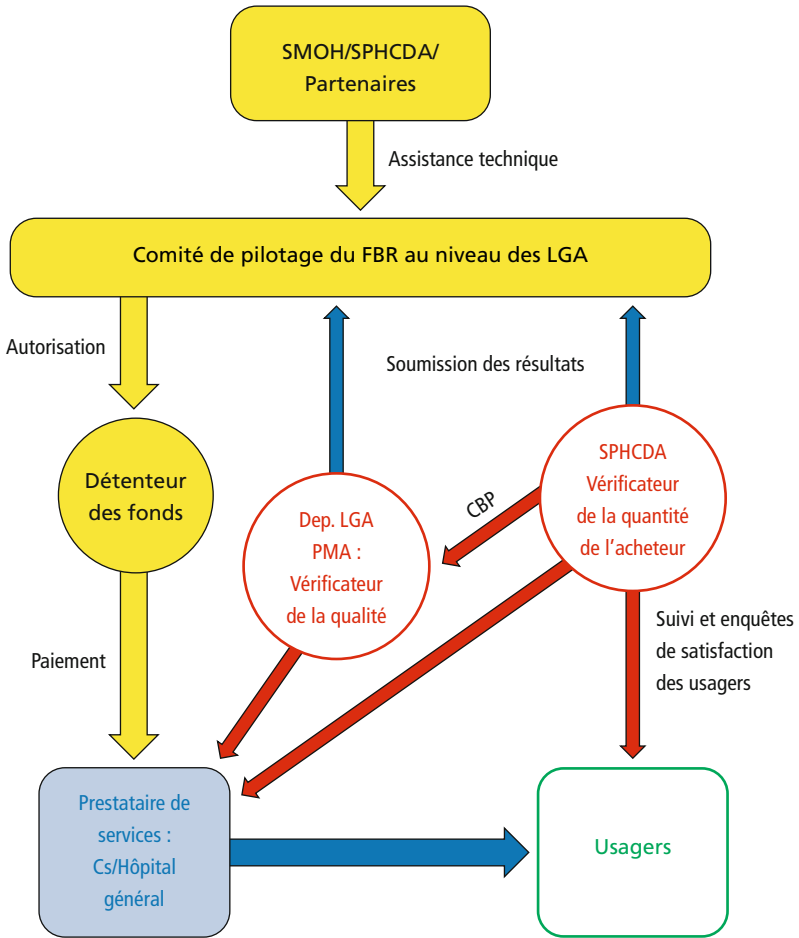 SMOH/SPHCDA/
Partenaires
Assistance technique
Comité de pilotage du FBR au niveau des LGA
Autorisation
Soumission des résultats
Détenteur
des fonds
SPHCDA
Vérificateur
de la quantité
de l’acheteur
CBP
Dep. LGA
PMA :
Vérificateur
de la qualité
Paiement
Suivi et enquêtes
de satisfaction
des usagers
Prestataire de
services :
Cs/Hôpital
général
Usagers